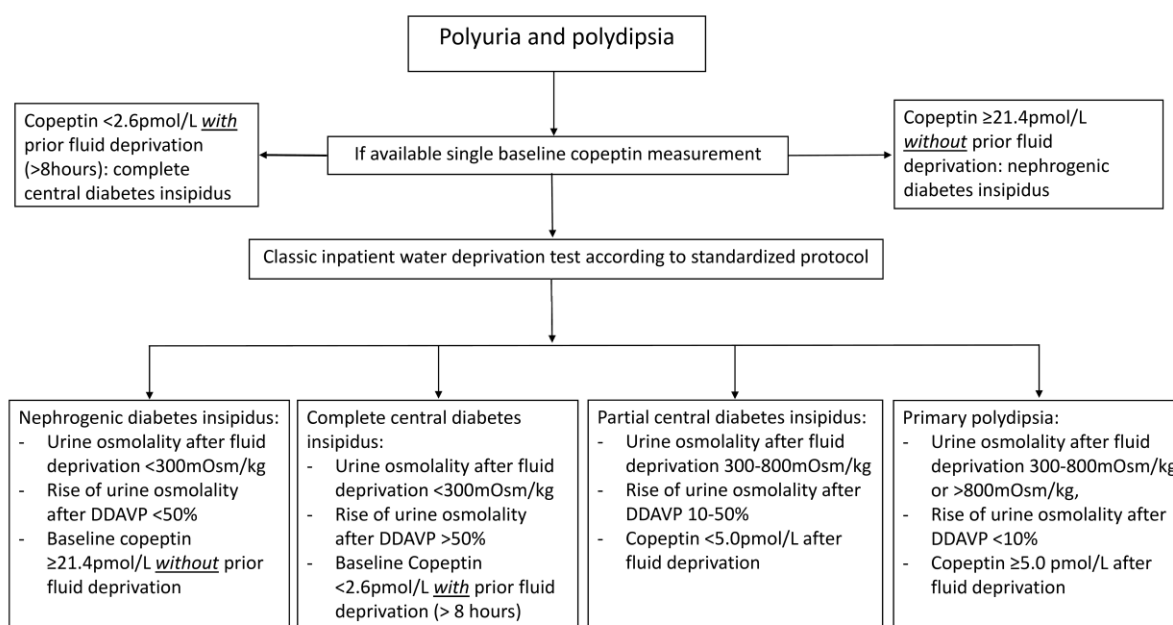 Polyuria and polydipsia
Copeptin <2.6pmol/L with
prior fluid deprivation
(>8hours): complete
central diabetes insipidus
If available single baseline copeptin measurement
Copeptin ≥21.4pmol/L
without prior fluid
deprivation: nephrogenic
diabetes insipidus
Classic inpatient water deprivation test according to standardized protocol
Nephrogenic diabetes insipidus:
- Urine osmolality after fluid
deprivation <300mOsm/kg
- Rise of urine osmolality
after DDAVP <50%
- Baseline copeptin
≥21.4pmol/L without prior
fluid deprivation
Complete central diabetes
insipidus:
- Urine osmolality after fluid
deprivation <300mOsm/kg
- Rise of urine osmolality
after DDAVP >50%
- Baseline Copeptin
<2.6pmol/L with prior fluid
deprivation (> 8 hours)
Partial central diabetes insipidus:
- Urine osmolality after fluid
deprivation 300-800mOsm/kg
- Rise of urine osmolality after
DDAVP 10-50%
- Copeptin <5.0pmol/L after
fluid deprivation
Primary polydipsia:
- Urine osmolality after fluid
deprivation 300-800mOsm/kg
or >800mOsm/kg,
- Rise of urine osmolality after
DDAVP <10%
- Copeptin ≥5.0 pmol/L after
fluid deprivation